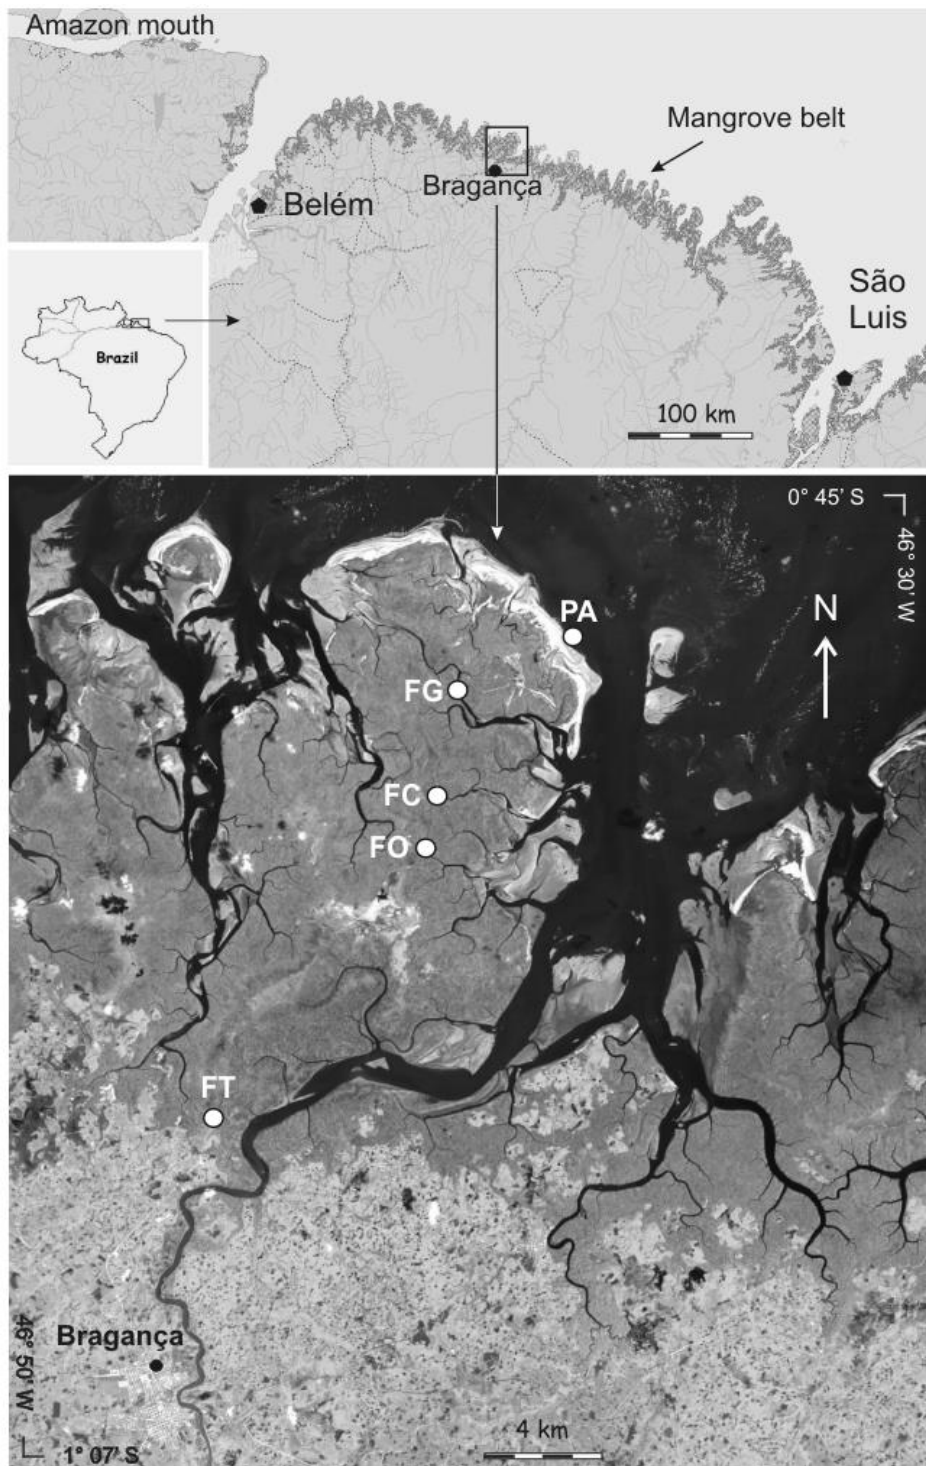 Amazon mouth
Mangrove belt
Bragança
Belém
São
Luis
Brazil
100 km
0° 45' S
46° 30' W
PA
N
FG
FC
FO
FT
Bragança
46° 50' W
4 km
1° 07' S